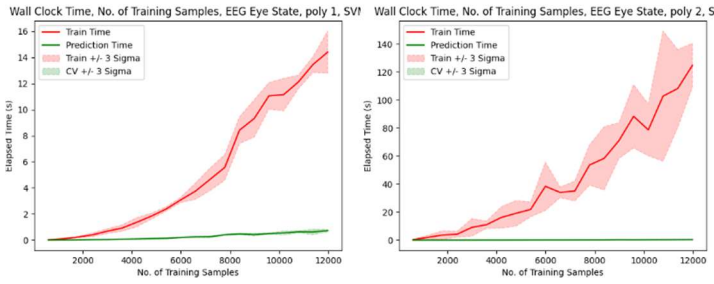 Wall Clock Time, No. of Training Samples, EEG Eye State, poly 1, SVM
Train Time
Prediction Time
Train +/- 3 Sigma
CV +/- 3 Sigma
Elapsed Time (s)
16
14
12
10
8
6
4
2
0
0 2000 4000 6000 8000 10000 12000
No. of Training Samples
Wall Clock Time, No. of Training Samples, EEG Eye State, poly 2, S
Train Time
Prediction Time
Train +/- 3 Sigma
CV +/- 3 Sigma
Elapsed Time (s)
140
120
100
80
60
40
20
0
0 2000 4000 6000 8000 10000 12000
No. of Training Samples